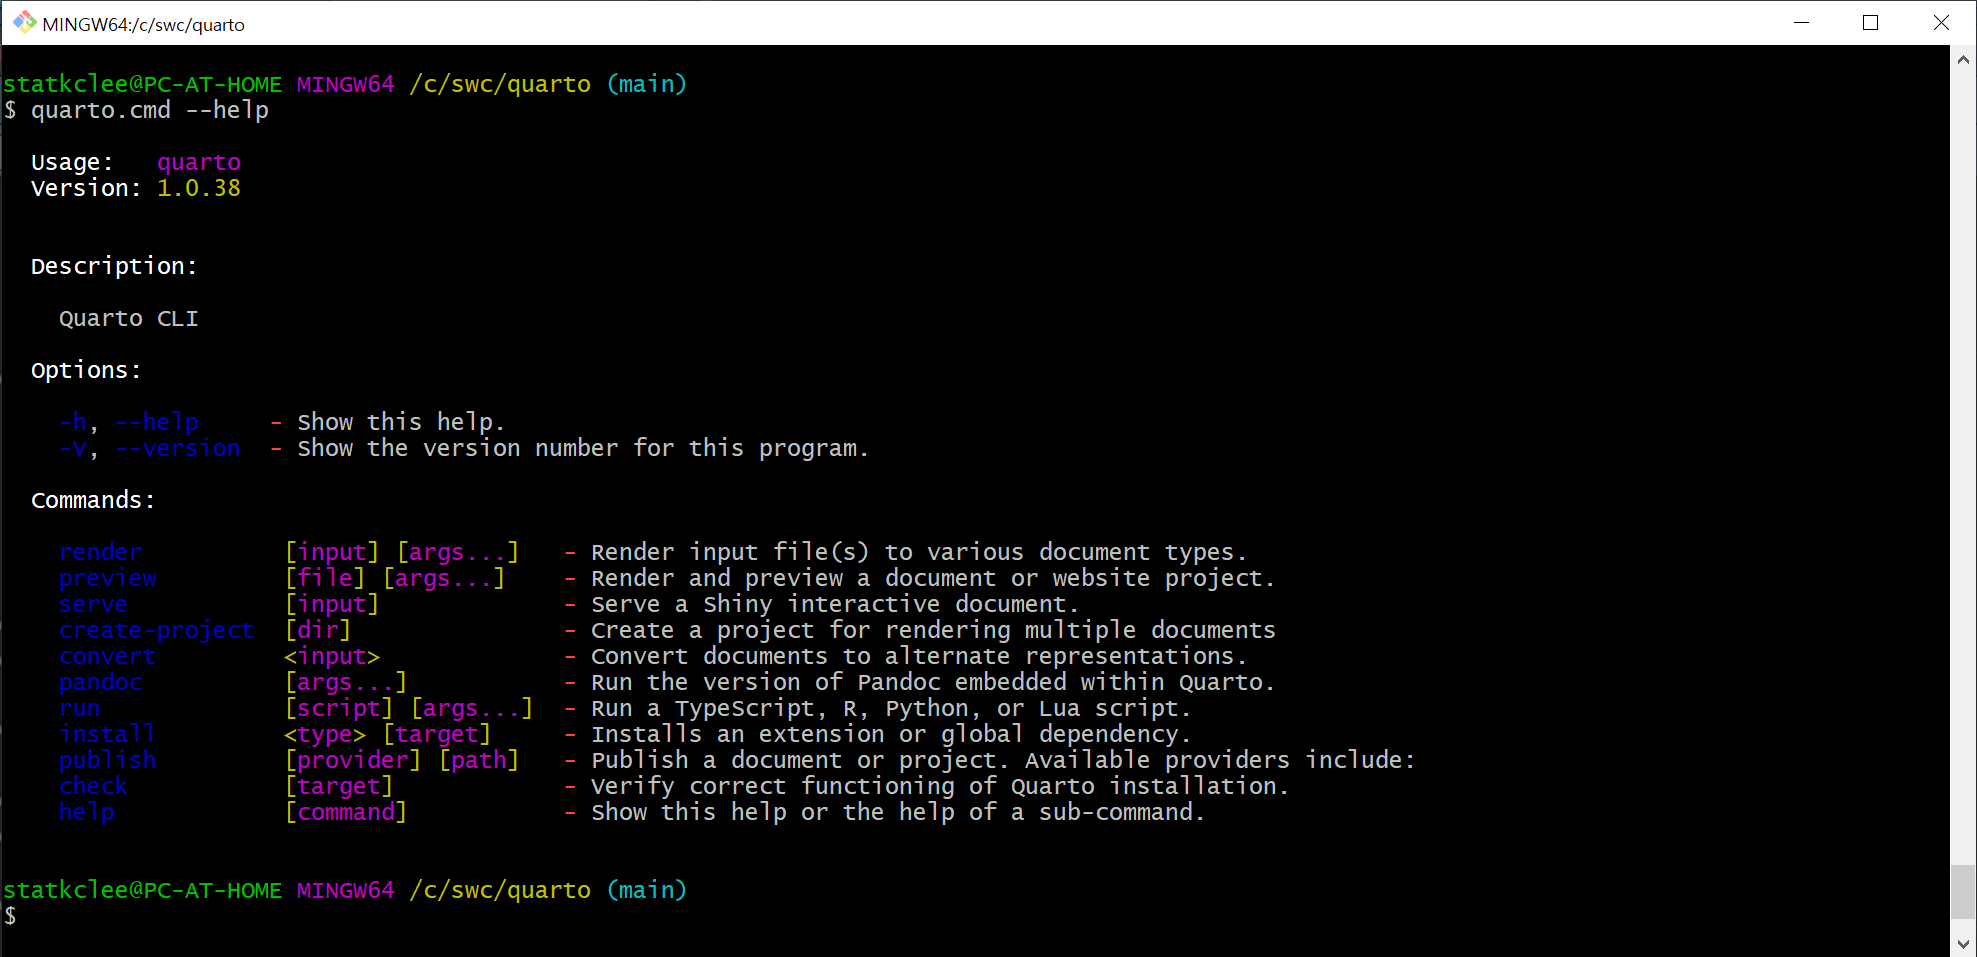 MINGW64:/c/swc/quarto
statkclee@PC-AT-HOME MINGW64 /c/swc/quarto (main)
$ quarto.cmd --help
Usage:   quarto
Version: 1.0.38
Description:
Quarto CLI
Options:
-h, --help     - Show this help.
-V, --version  - Show the version number for this program.
Commands:
render          [input] [args...]   - Render input file(s) to various document types.
preview         [file] [args...]    - Render and preview a document or website project.
serve           [input]             - Serve a Shiny interactive document.
create-project  [dir]               - Create a project for rendering multiple documents
convert         <input>             - Convert documents to alternate representations.
pandoc          [args...]           - Run the version of Pandoc embedded within Quarto.
run             [script] [args...]  - Run a TypeScript, R, Python, or Lua script.
install         <type> [target]     - Installs an extension or global dependency.
publish         [provider] [path]   - Publish a document or project. Available providers include:
check           [target]            - Verify correct functioning of Quarto installation.
help            [command]           - Show this help or the help of a sub-command.
statkclee@PC-AT-HOME MINGW64 /c/swc/quarto (main)
$